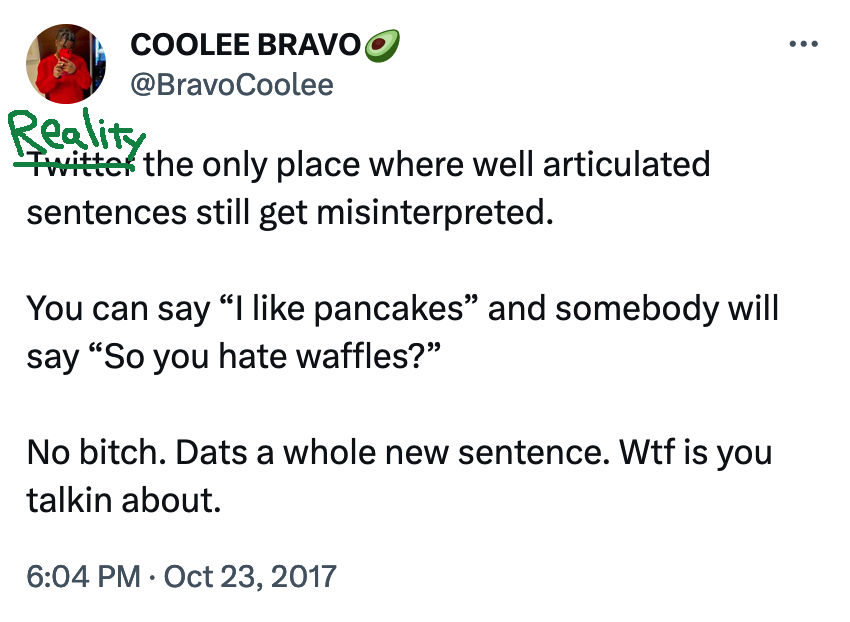 COOLEE BRAVO🥑
@BravoCoolee
Reality
Twitter the only place where well articulated
sentences still get misinterpreted.
You can say “I like pancakes” and somebody will
say “So you hate waffles?”
No bitch. Dats a whole new sentence. Wtf is you
talkin about.
6:04 PM · Oct 23, 2017